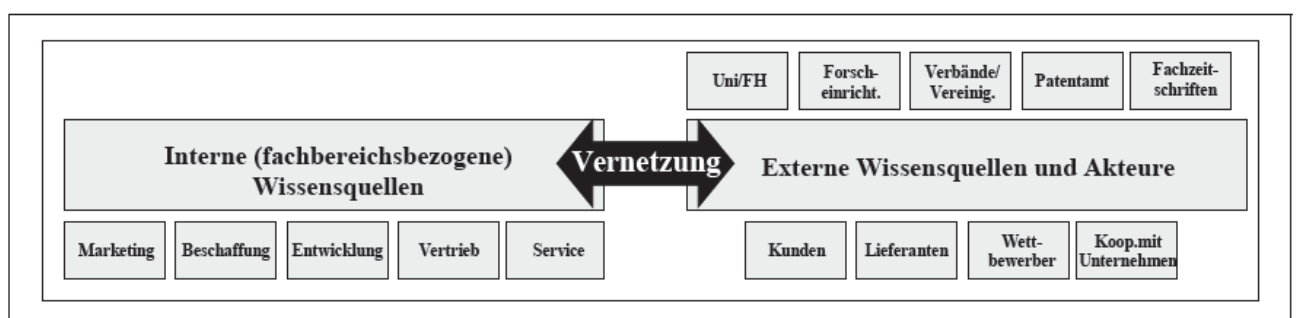 Uni/FH
Forsch-
einricht.
Verbände/
Vereinig.
Patentamt
Fachzeit-
schriften
Interne (fachbereichsbezogene)
Wissensquellen
Vernetzung
Externe Wissensquellen und Akteure
Marketing
Beschaffung
Entwicklung
Vertrieb
Service
Kunden
Lieferanten
Wett-
bewerber
Koop.mit
Unternehmen